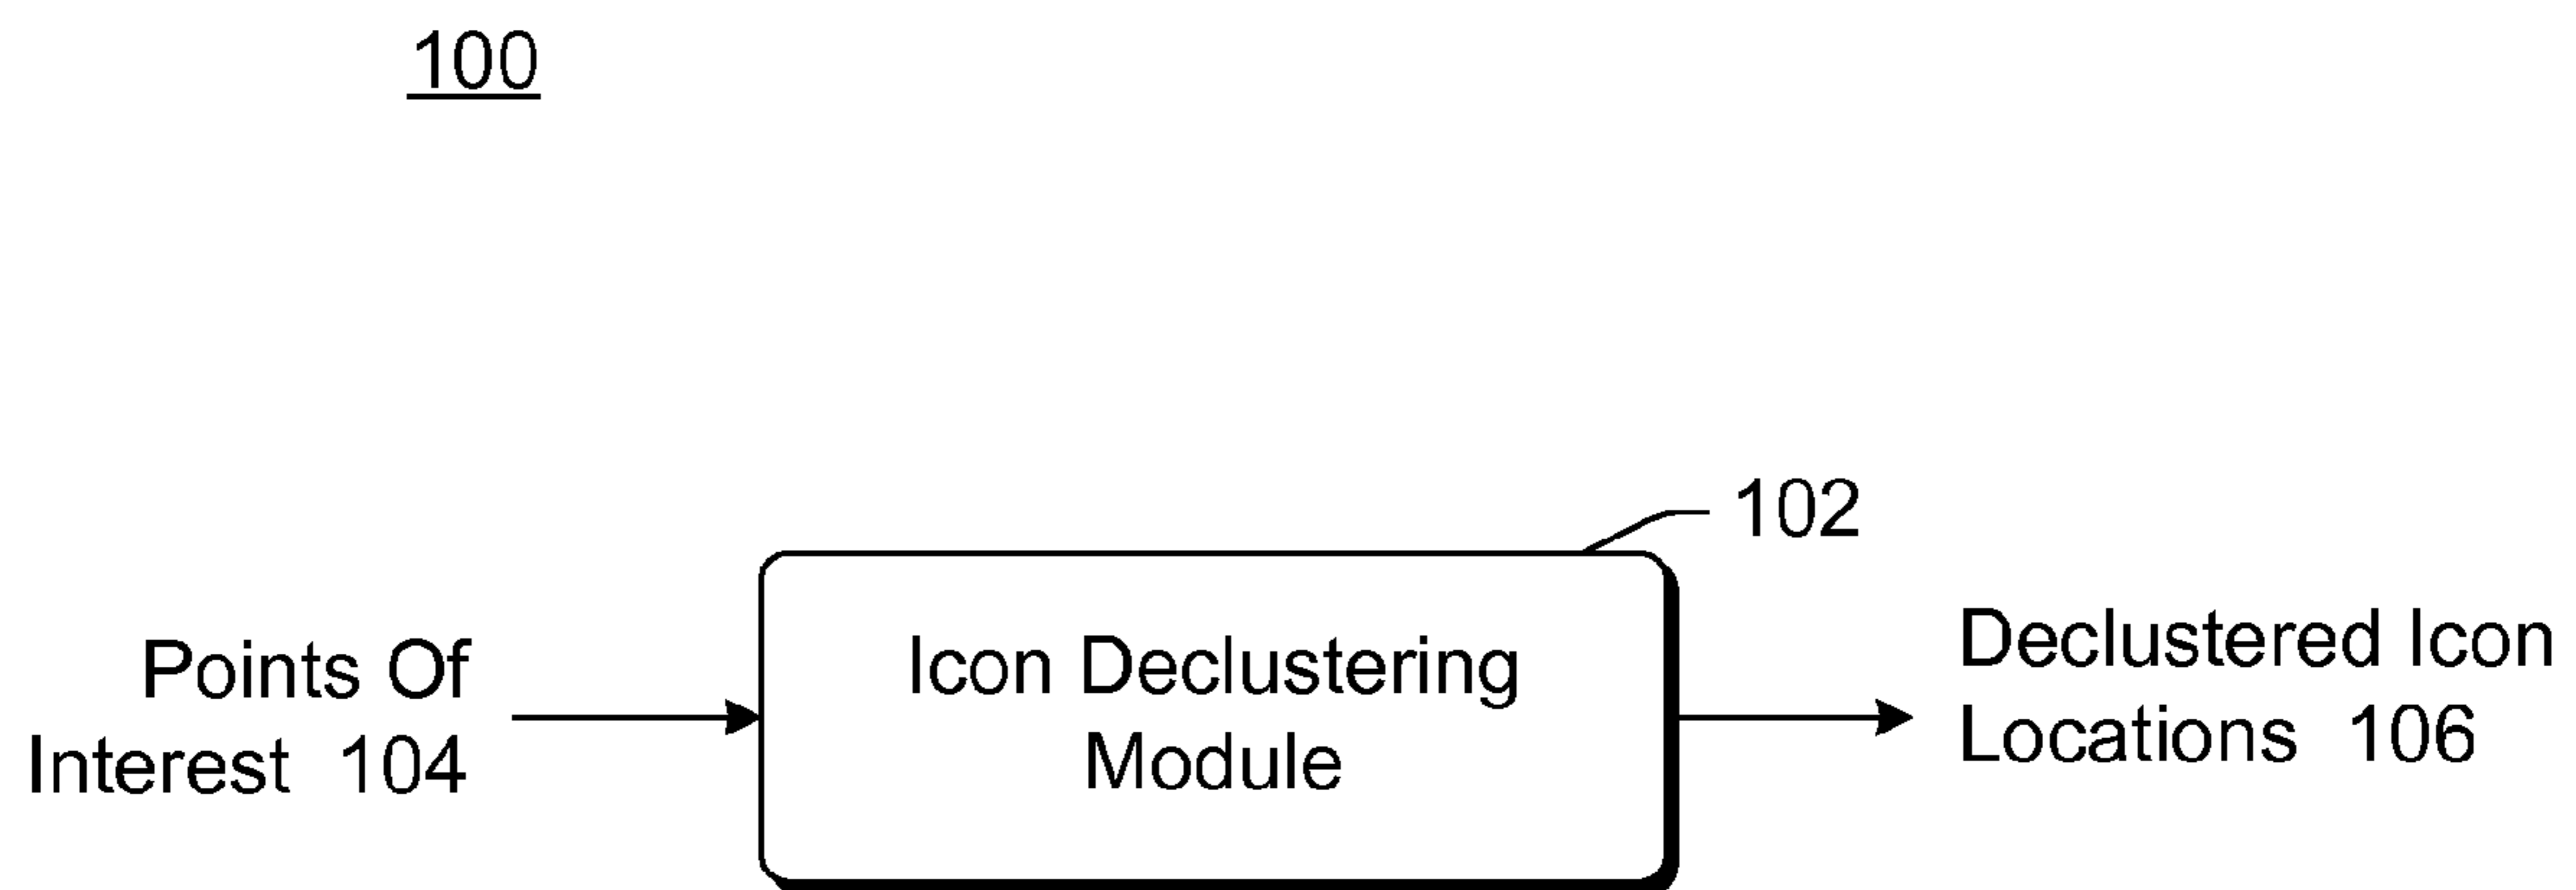 100
102
Points Of
Interest 104
Icon Declustering
Module
Declustered Icon
Locations 106